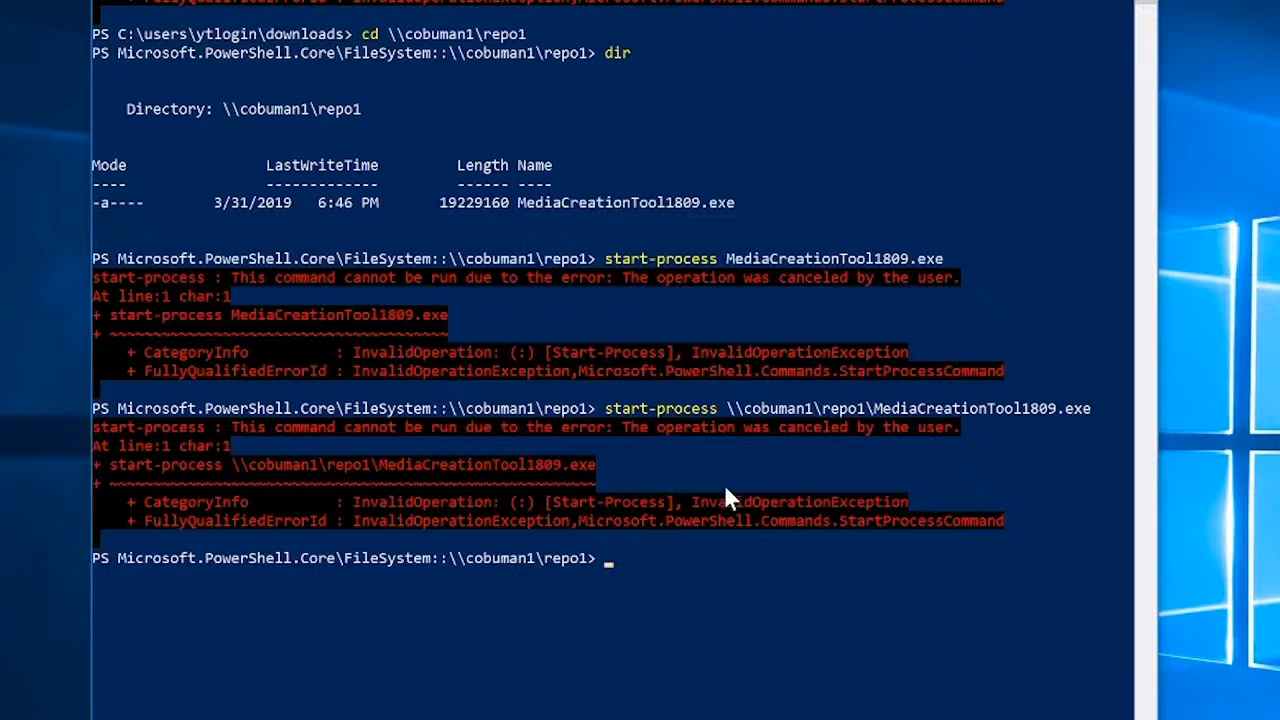 + FullyQualifiedErrorId : InvalidOperationException,Microsoft.PowerShell.Commands.StartProcessCommand
PS C:\users\ytlogin\downloads> cd \\cobuman1\repo1
PS Microsoft.PowerShell.Core\FileSystem::\\cobuman1\repo1> dir
Directory: \\cobuman1\repo1
Mode LastWriteTime Length Name
---- ------------- ------ ----
-a---- 3/31/2019 6:46 PM 19229160 MediaCreationTool1809.exe
PS Microsoft.PowerShell.Core\FileSystem::\\cobuman1\repo1> start-process MediaCreationTool1809.exe
start-process : This command cannot be run due to the error: The operation was canceled by the user.
At line:1 char:1
+ start-process MediaCreationTool1809.exe
+ ~~~~~~~~~~~~~~~~~~~~~~~~~~~~~~~~~~~~~~~
+ CategoryInfo : InvalidOperation: (:) [Start-Process], InvalidOperationException
+ FullyQualifiedErrorId : InvalidOperationException,Microsoft.PowerShell.Commands.StartProcessCommand
PS Microsoft.PowerShell.Core\FileSystem::\\cobuman1\repo1> start-process \\cobuman1\repo1\MediaCreationTool1809.exe
start-process : This command cannot be run due to the error: The operation was canceled by the user.
At line:1 char:1
+ start-process \\cobuman1\repo1\MediaCreationTool1809.exe
+ ~~~~~~~~~~~~~~~~~~~~~~~~~~~~~~~~~~~~~~~~~~~~~~~~~~~~~~~~
+ CategoryInfo : InvalidOperation: (:) [Start-Process], InvalidOperationException
+ FullyQualifiedErrorId : InvalidOperationException,Microsoft.PowerShell.Commands.StartProcessCommand
PS Microsoft.PowerShell.Core\FileSystem::\\cobuman1\repo1> _